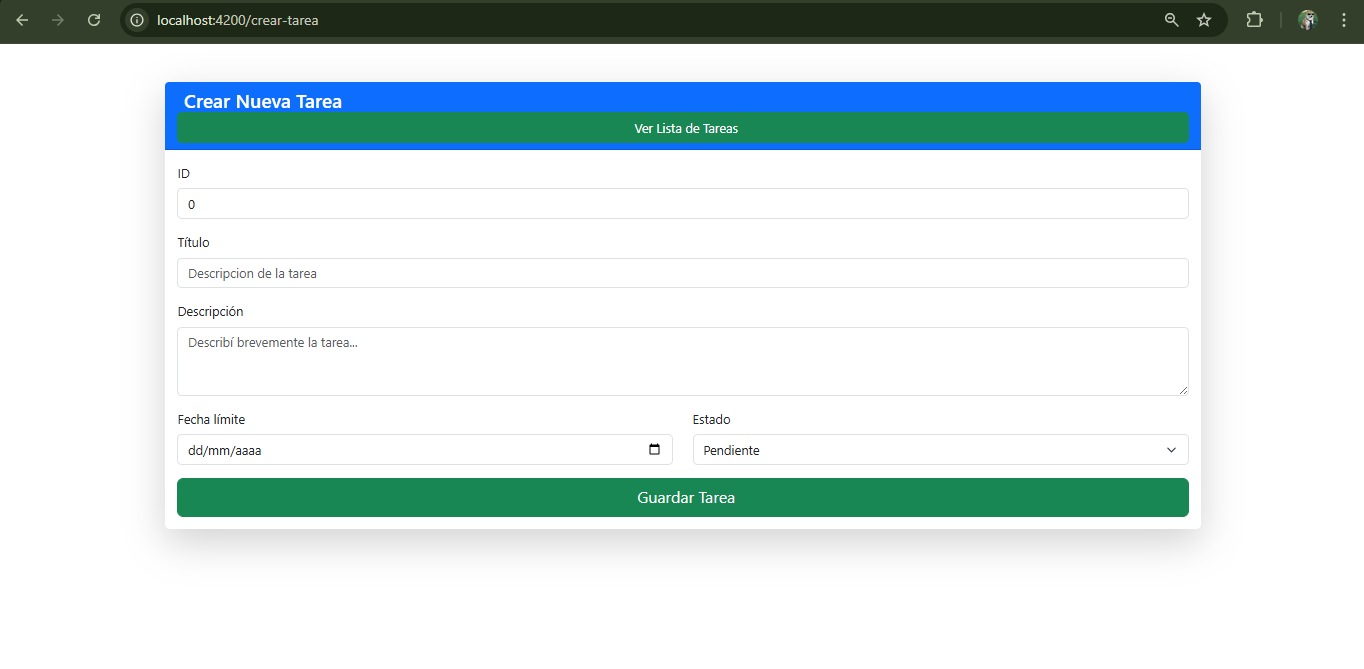 localhost:4200/crear-tarea
Crear Nueva Tarea
Ver Lista de Tareas
ID
0
Título
Descripcion de la tarea
Descripción
Describí brevemente la tarea...
Fecha límite Estado
dd/mm/aaaa Pendiente
Guardar Tarea